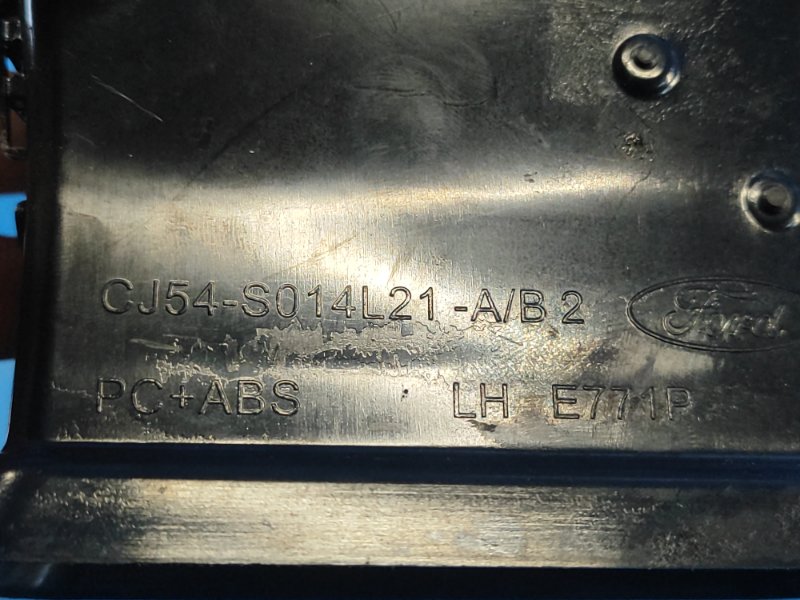 CJ54-S014L21-A/B 2 Ford
PC+ABS LH E771P